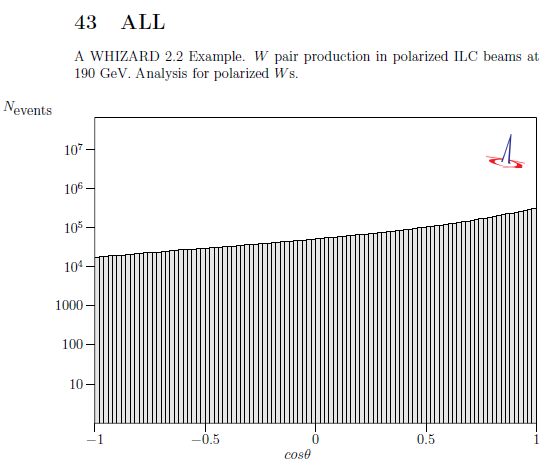 43 ALL
A WHIZARD 2.2 Example. W pair production in polarized ILC beams at
190 GeV. Analysis for polarized Ws.
Nevents
10⁷
10⁶
10⁵
10⁴
1000
100
10
−1 −0.5 0 0.5 1
cosθ